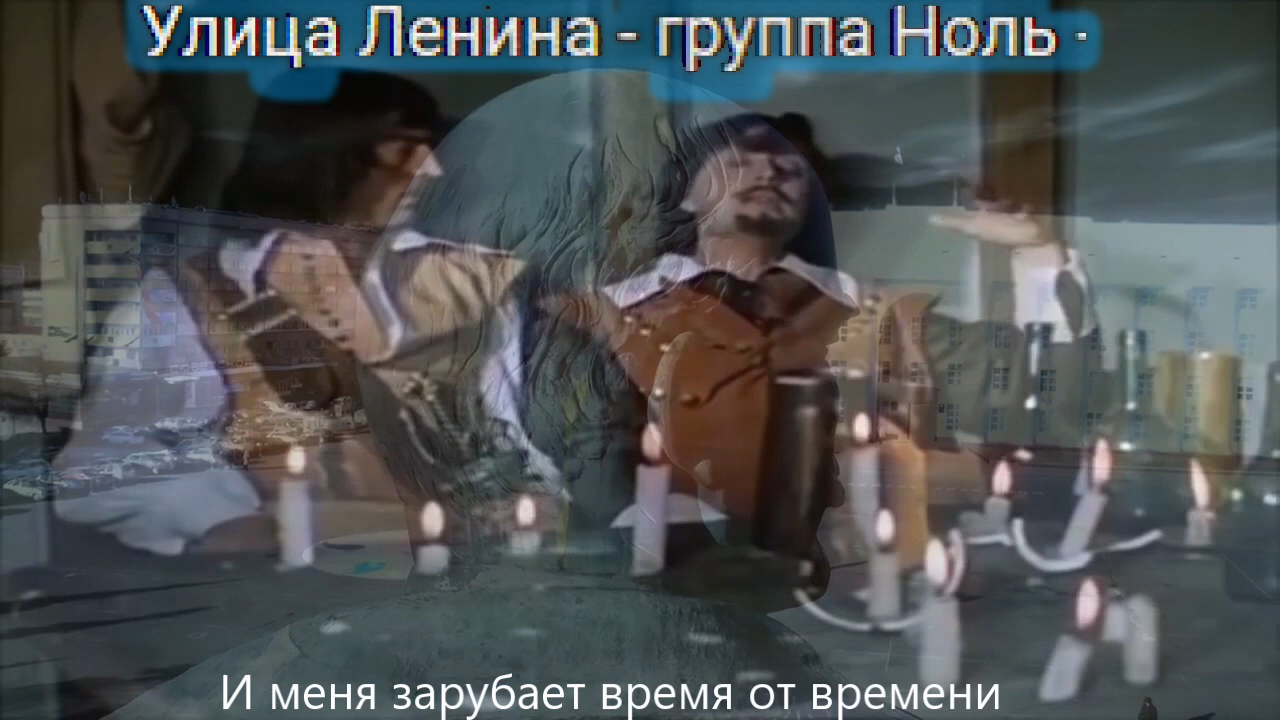 Улица Ленина - группа Ноль ·
И меня зарубает время от времени